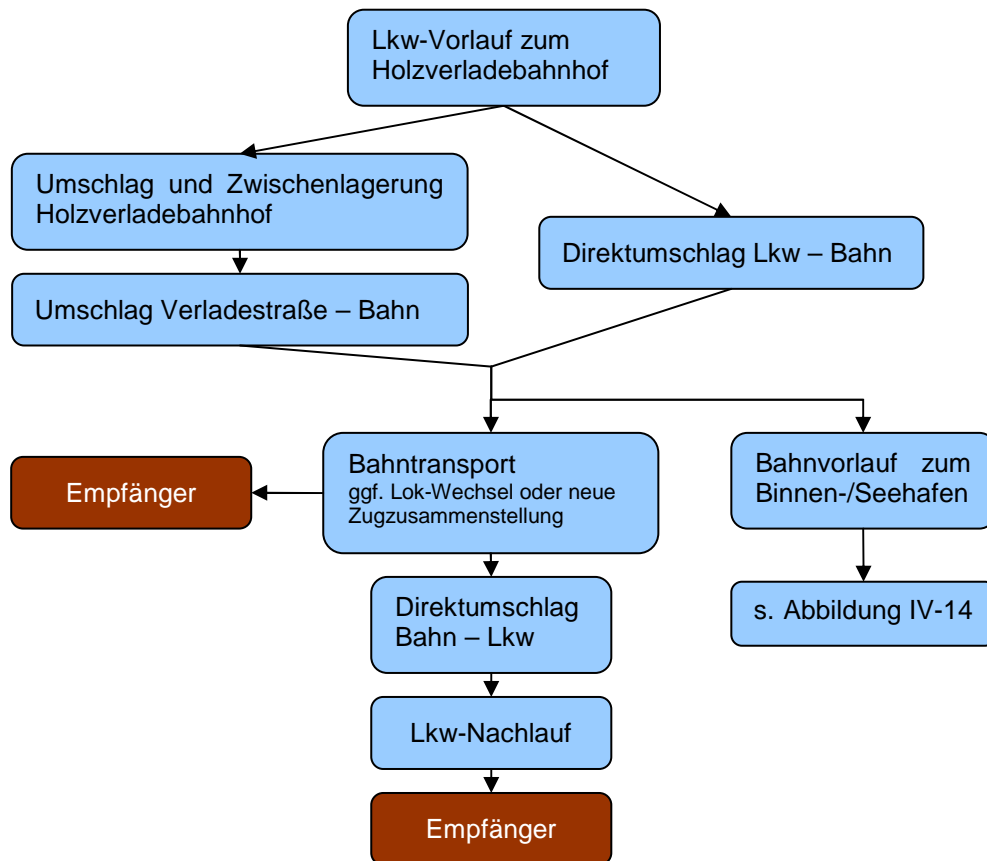 Lkw-Vorlauf zum
Holzverladebahnhof
Umschlag und Zwischenlagerung
Holzverladebahnhof
Direktumschlag Lkw – Bahn
Umschlag Verladestraße – Bahn
Empfänger
Bahntransport
ggf. Lok-Wechsel oder neue
Zugzusammenstellung
Bahnvorlauf zum
Binnen-/Seehafen
Direktumschlag
Bahn – Lkw
s. Abbildung IV-14
Lkw-Nachlauf
Empfänger